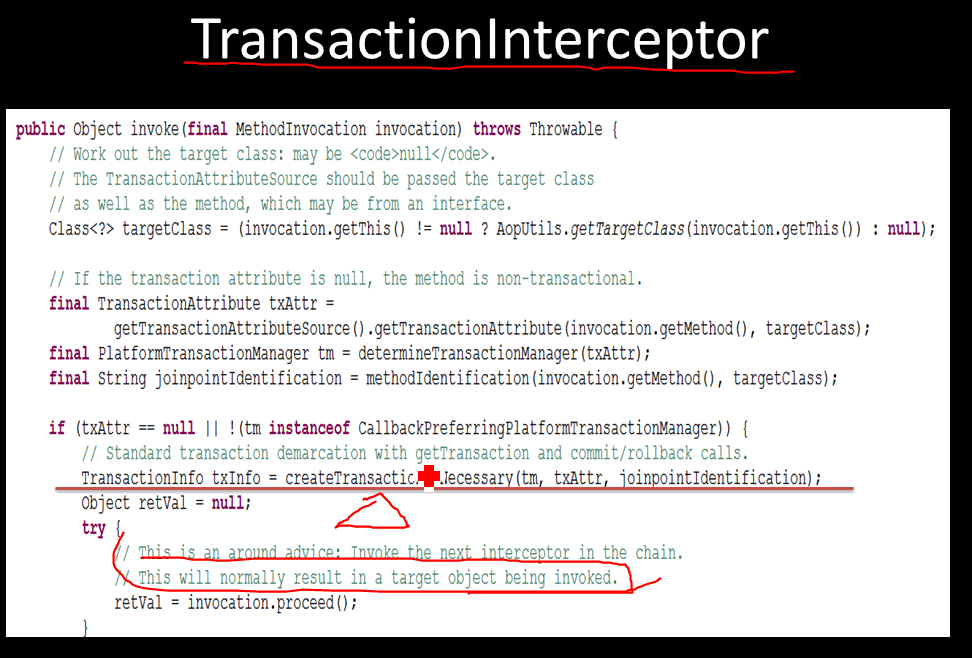 TransactionInterceptor
public Object invoke(final MethodInvocation invocation) throws Throwable {
// Work out the target class: may be <code>null</code>.
// The TransactionAttributeSource should be passed the target class
// as well as the method, which may be from an interface.
Class<?> targetClass = (invocation.getThis() != null ? AopUtils.getTargetClass(invocation.getThis()) : null);
// If the transaction attribute is null, the method is non-transactional.
final TransactionAttribute txAttr =
getTransactionAttributeSource().getTransactionAttribute(invocation.getMethod(), targetClass);
final PlatformTransactionManager tm = determineTransactionManager(txAttr);
final String joinpointIdentification = methodIdentification(invocation.getMethod(), targetClass);
if (txAttr == null || !(tm instanceof CallbackPreferringPlatformTransactionManager)) {
// Standard transaction demarcation with getTransaction and commit/rollback calls.
TransactionInfo txInfo = createTransactio Necessary(tm, txAttr, joinpointIdentification);
Object retVal = null;
try {
// This is an around advice: Invoke the next interceptor in the chain.
// This will normally result in a target object being invoked.
retVal = invocation.proceed();
}